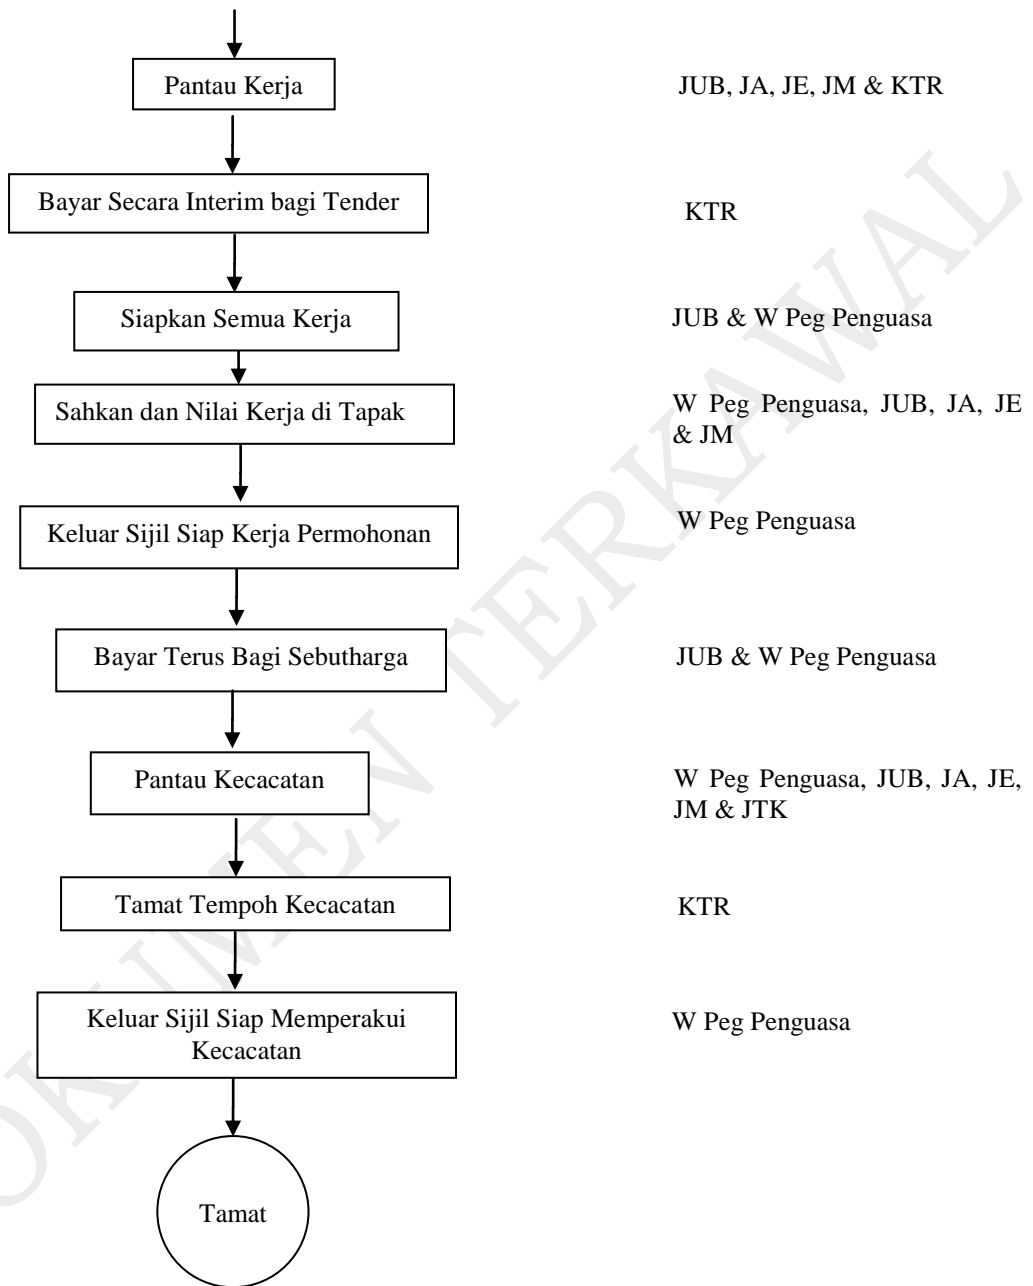 Pantau Kerja
JUB, JA, JE, JM & KTR
Bayar Secara Interim bagi Tender
KTR
Siapkan Semua Kerja
JUB & W Peg Penguasa
Sahkan dan Nilai Kerja di Tapak
W Peg Penguasa, JUB, JA, JE
& JM
Keluar Sijil Siap Kerja Permohonan
W Peg Penguasa
Bayar Terus Bagi Sebutharga
JUB & W Peg Penguasa
Pantau Kecacatan
W Peg Penguasa, JUB, JA, JE,
JM & JTK
Tamat Tempoh Kecacatan
KTR
Keluar Sijil Siap Memperakui
Kecacatan
W Peg Penguasa
Tamat
OKUMEN TERKAWAL